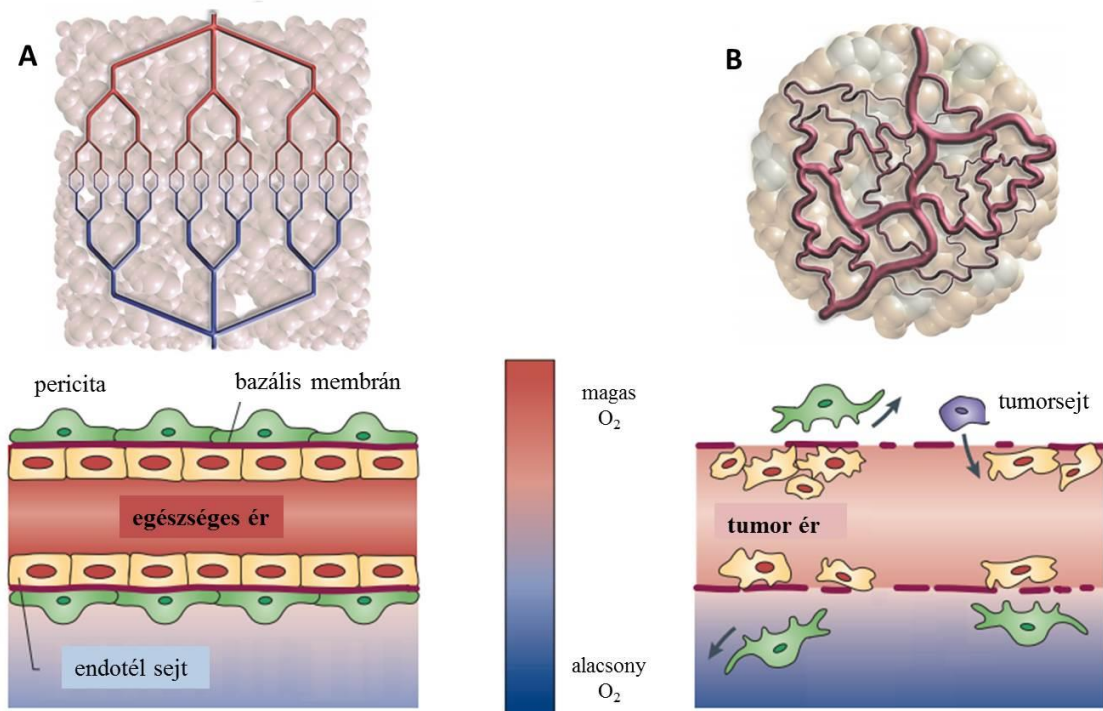 A
B
pericita
bazális membrán
egészséges ér
endotél sejt
magas
O₂
alacsony
O₂
tumorsejt
tumor ér